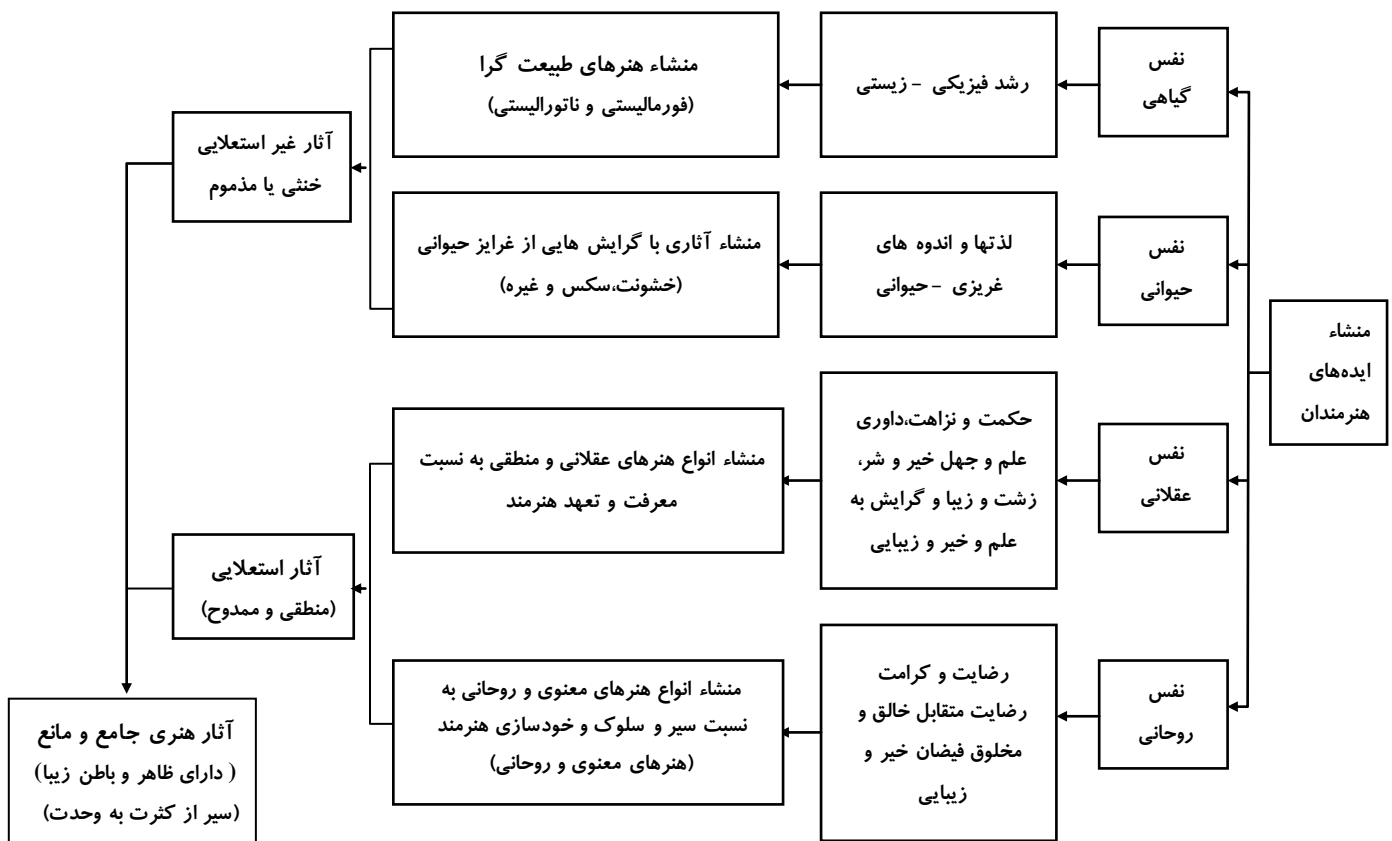 منشاء
ایده‌های
هنرمندان
نفس
گیاهی
رشد فیزیکی - زیستی
منشاء هنرهای طبیعت گرا
(فورمالیستی و ناتورالیستی)
نفس
حیوانی
لذتها و اندوه های
غریزی -حیوانی
منشاء آثاری با گرایش هایی از غرایز حیوانی
(خشونت،سکس و غیره)
آثار غیر استعلایی
خنثی یا مذموم
نفس
عقلانی
حکمت و نزاهت،داوری
علم و جهل خیر و شر،
زشت و زیبا و گرایش به
علم و خیر و زیبایی
منشاء انواع هنرهای عقلانی و منطقی به نسبت
معرفت و تعهد هنرمند
نفس
روحانی
رضایت و کرامت
رضایت متقابل خالق و
مخلوق فیضان خیر و
زیبایی
منشاء انواع هنرهای معنوی و روحانی به
نسبت سیر و سلوک و خودسازی هنرمند
(هنرهای معنوی و روحانی)
آثار استعلایی
(منطقی و ممدوح)
آثار هنری جامع و مانع
( دارای ظاهر و باطن زیبا)
(سیر از کثرت به وحدت)